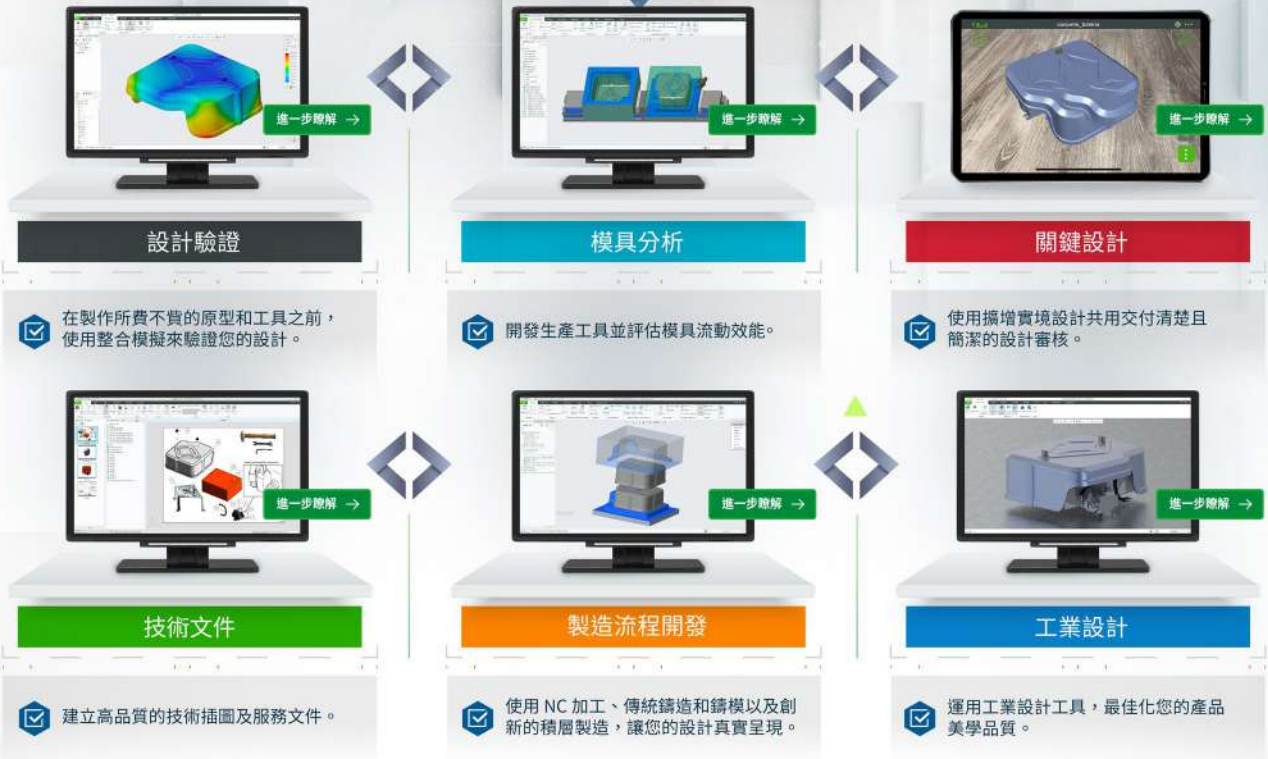 進一步瞭解 →
進一步瞭解 →
進一步瞭解 →
設計驗證
模具分析
關鍵設計
在製作所費不貲的原型和工具之前，
使用整合模擬來驗證您的設計。
開發生產工具並評估模具流動效能。
使用擴增實境設計共用交付清楚且
簡潔的設計審核。
進一步瞭解 →
進一步瞭解 →
進一步瞭解 →
技術文件
製造流程開發
工業設計
建立高品質的技術插圖及服務文件。
使用 NC 加工、傳統鑄造和鑄模以及創
新的積層製造，讓您的設計真實呈現。
運用工業設計工具，最佳化您的產品
美學品質。